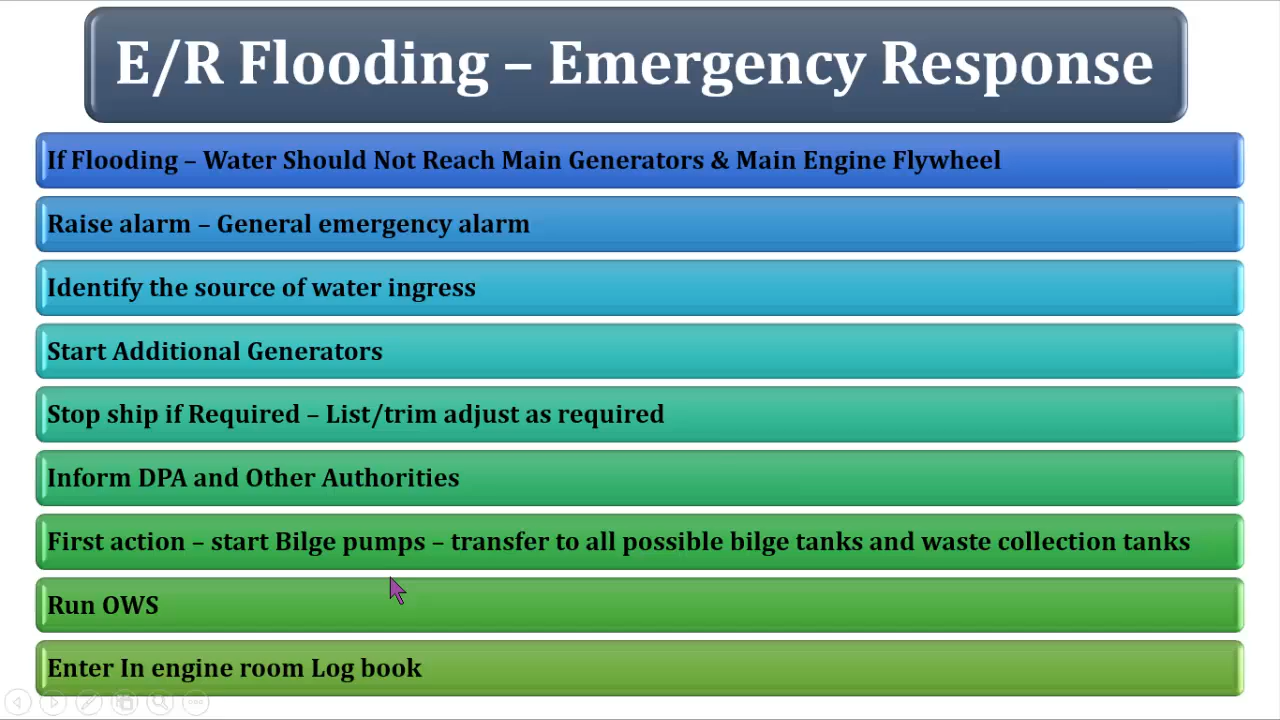 E/R Flooding – Emergency Response
If Flooding – Water Should Not Reach Main Generators & Main Engine Flywheel
Raise alarm – General emergency alarm
Identify the source of water ingress
Start Additional Generators
Stop ship if Required – List/trim adjust as required
Inform DPA and Other Authorities
First action – start Bilge pumps – transfer to all possible bilge tanks and waste collection tanks
Run OWS
Enter In engine room Log book